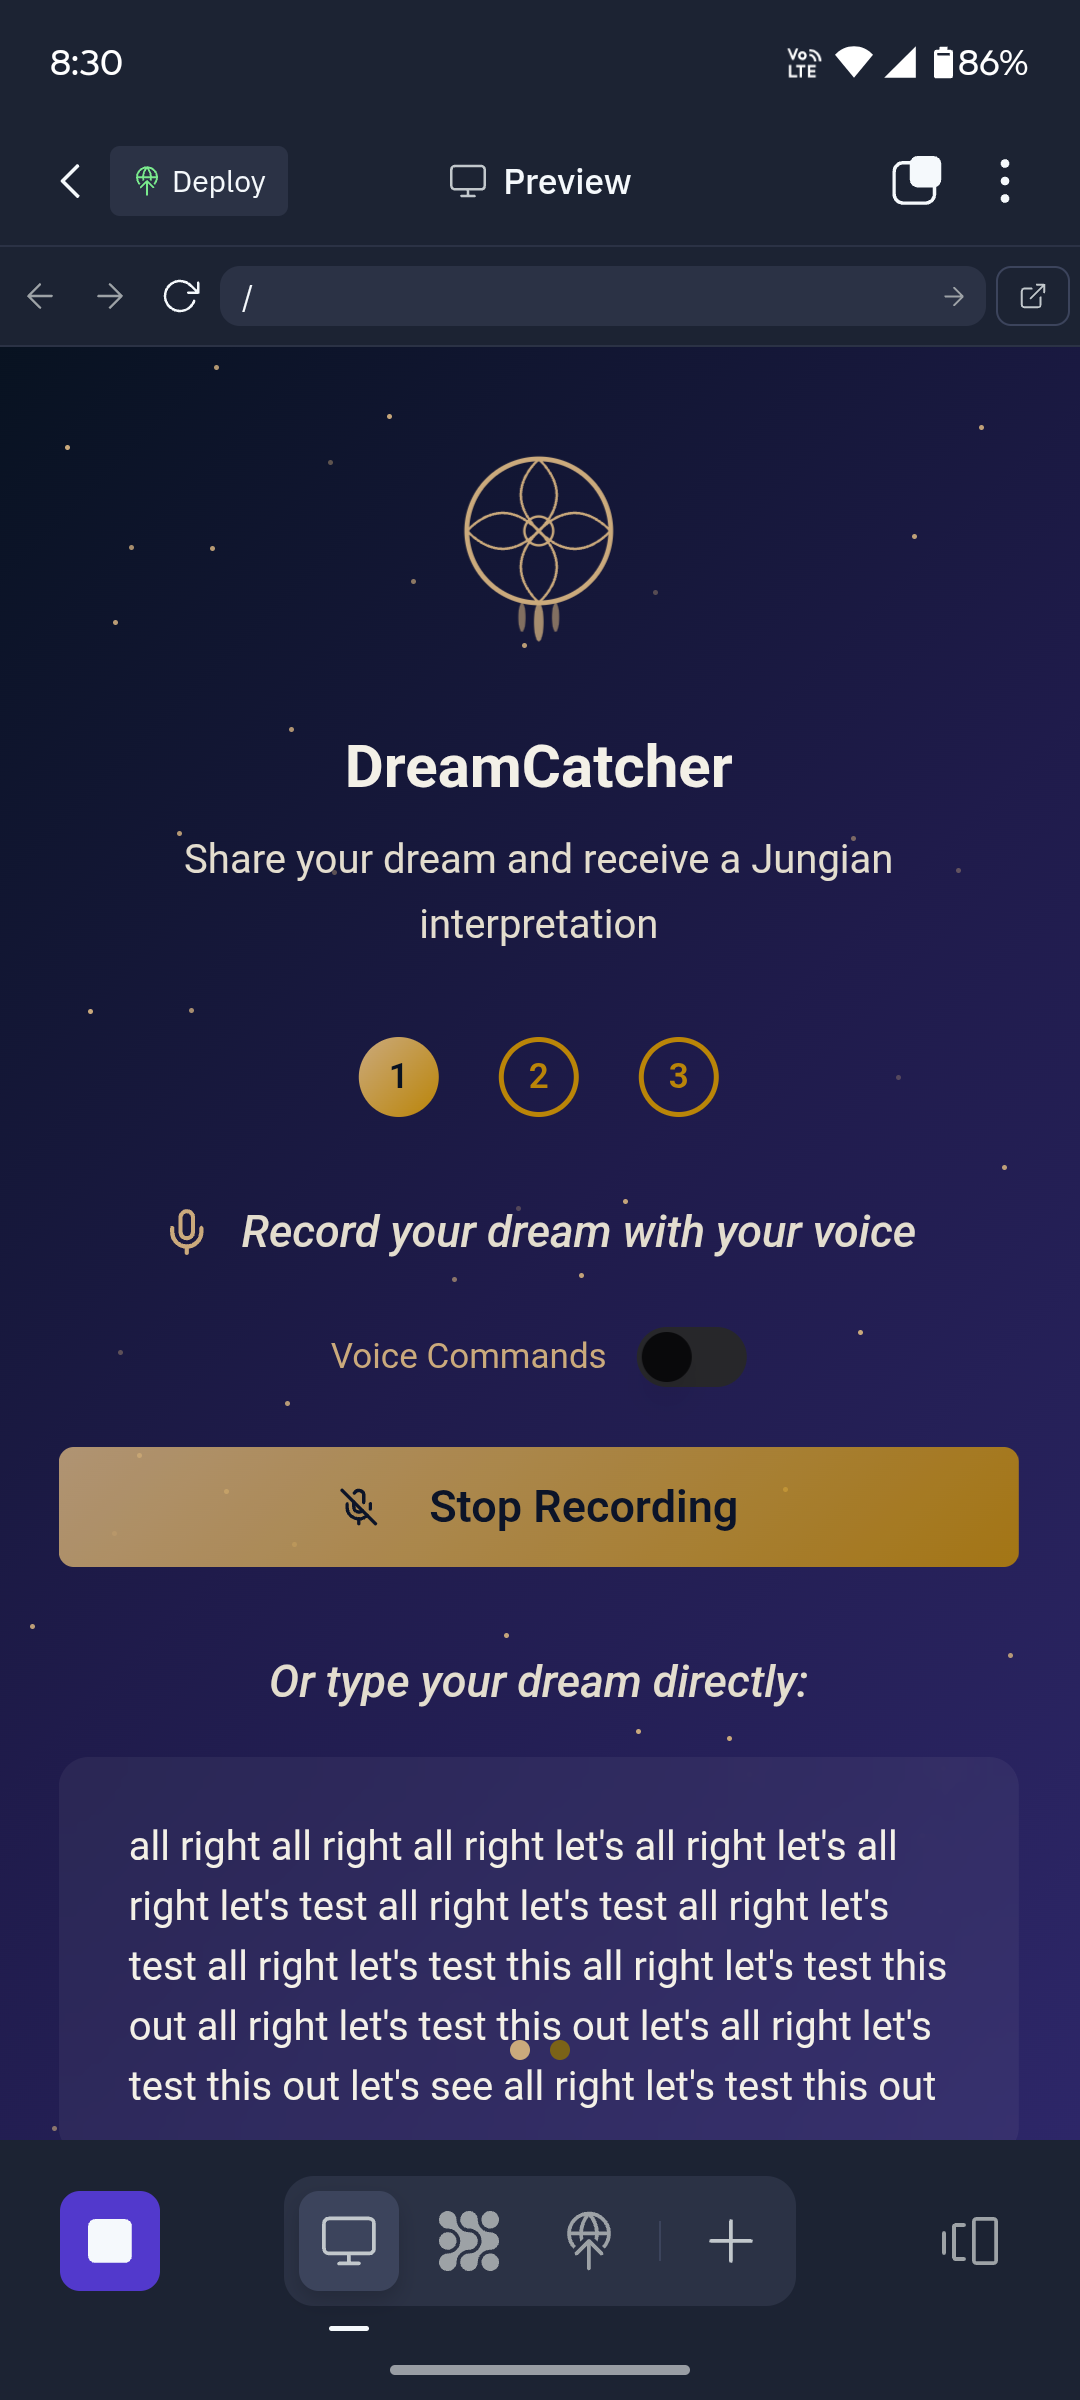 8:30
Vo LTE
86%
Deploy
Preview
/
DreamCatcher
Share your dream and receive a Jungian
interpretation
1 2 3
Record your dream with your voice
Voice Commands
Stop Recording
Or type your dream directly:
all right all right all right let's all right let's all
right let's test all right let's test all right let's
test all right let's test this all right let's test this
out all right let's test this out let's all right let's
test this out let's see all right let's test this out